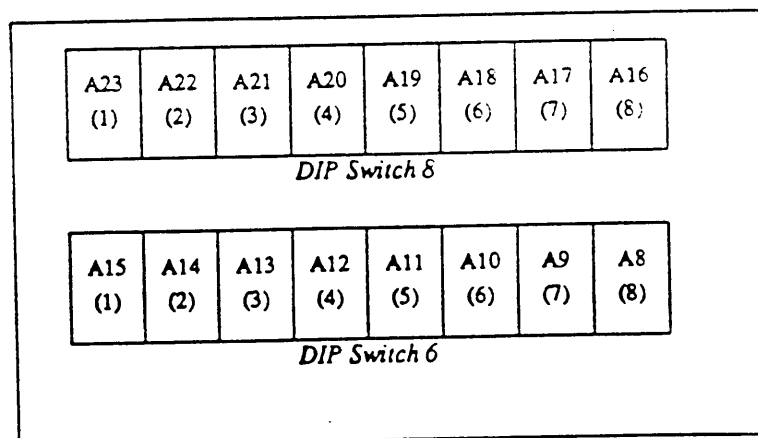 A23 A22 A21 A20 A19 A18 A17 A16
(1) (2) (3) (4) (5) (6) (7) (8)
DIP Switch 8
A15 A14 A13 A12 A11 A10 A9 A8
(1) (2) (3) (4) (5) (6) (7) (8)
DIP Switch 6